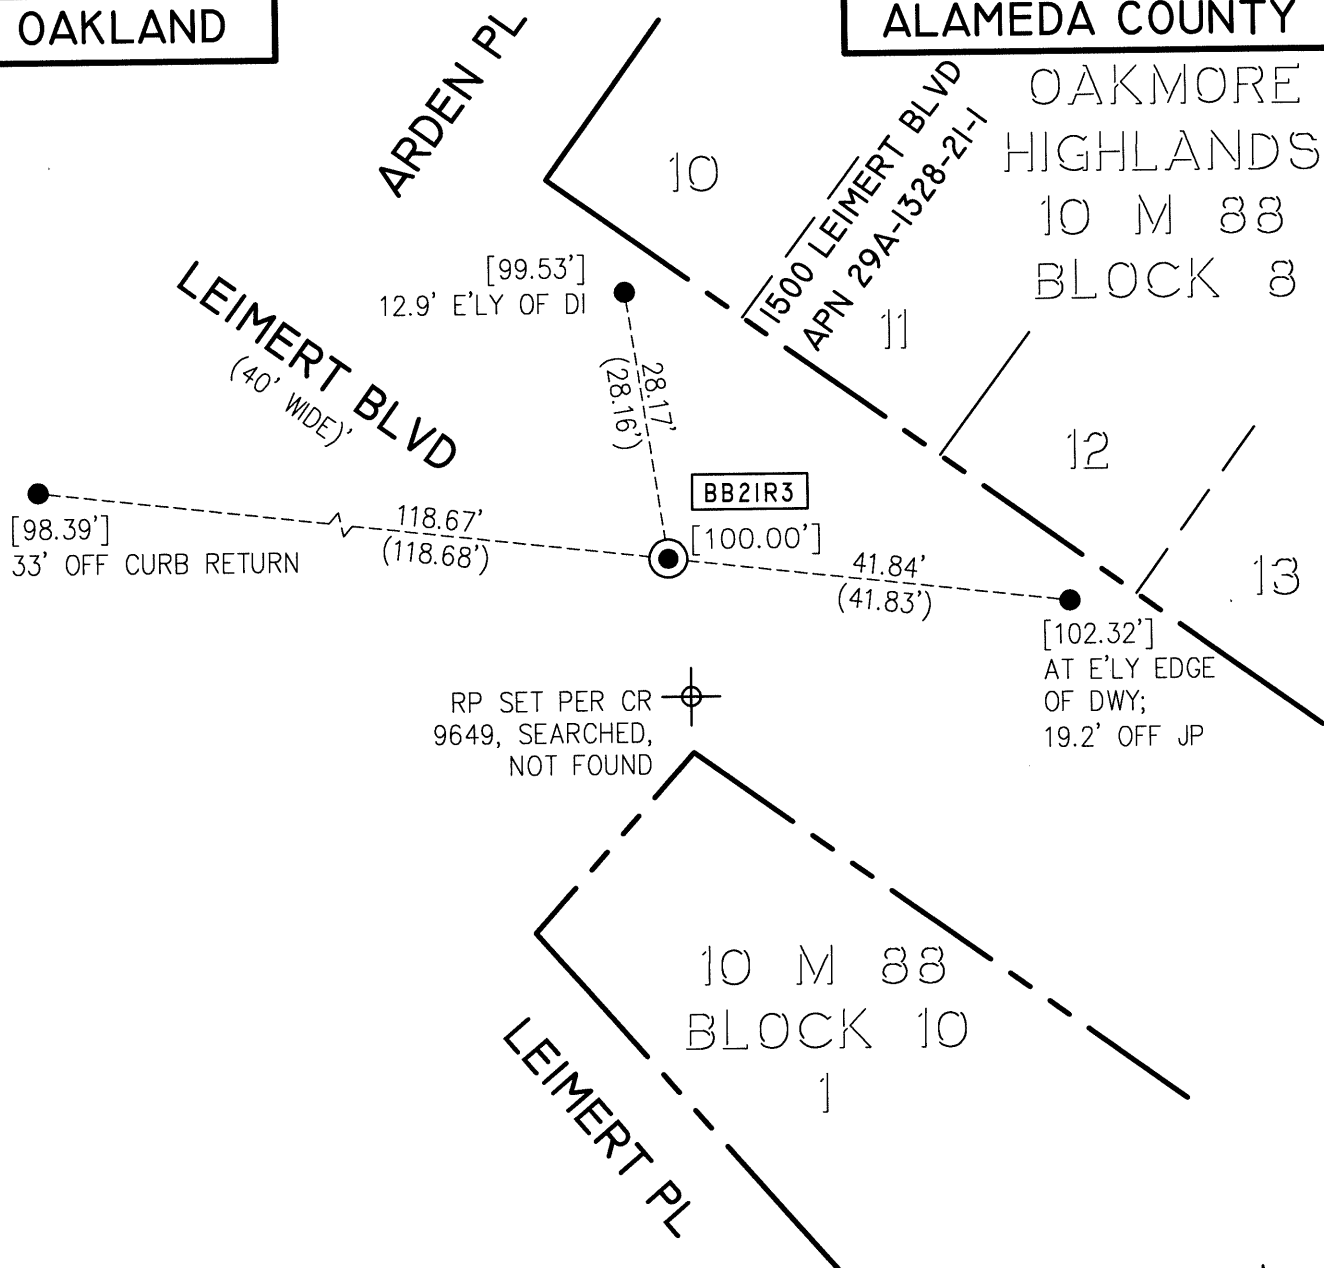 OAKLAND
ALAMEDA COUNTY
ARDEN PL
OAKMORE
HIGHLANDS
10 M 88
BLOCK 8
10
1500 LEIMERT BLVD
APN 29A-1328-21-1
11
12
13
LEIMERT BLVD
(40' WIDE)'
[99.53']
12.9' E'LY OF DI
28.17'
(28.16')
BB21R3
[100.00']
[98.39']
33' OFF CURB RETURN
118.67'
(118.68')
41.84'
(41.83')
[102.32']
AT E'LY EDGE
OF DWY;
19.2' OFF JP
RP SET PER CR
9649, SEARCHED,
NOT FOUND
10 M 88
BLOCK 10
1
LEIMERT PL